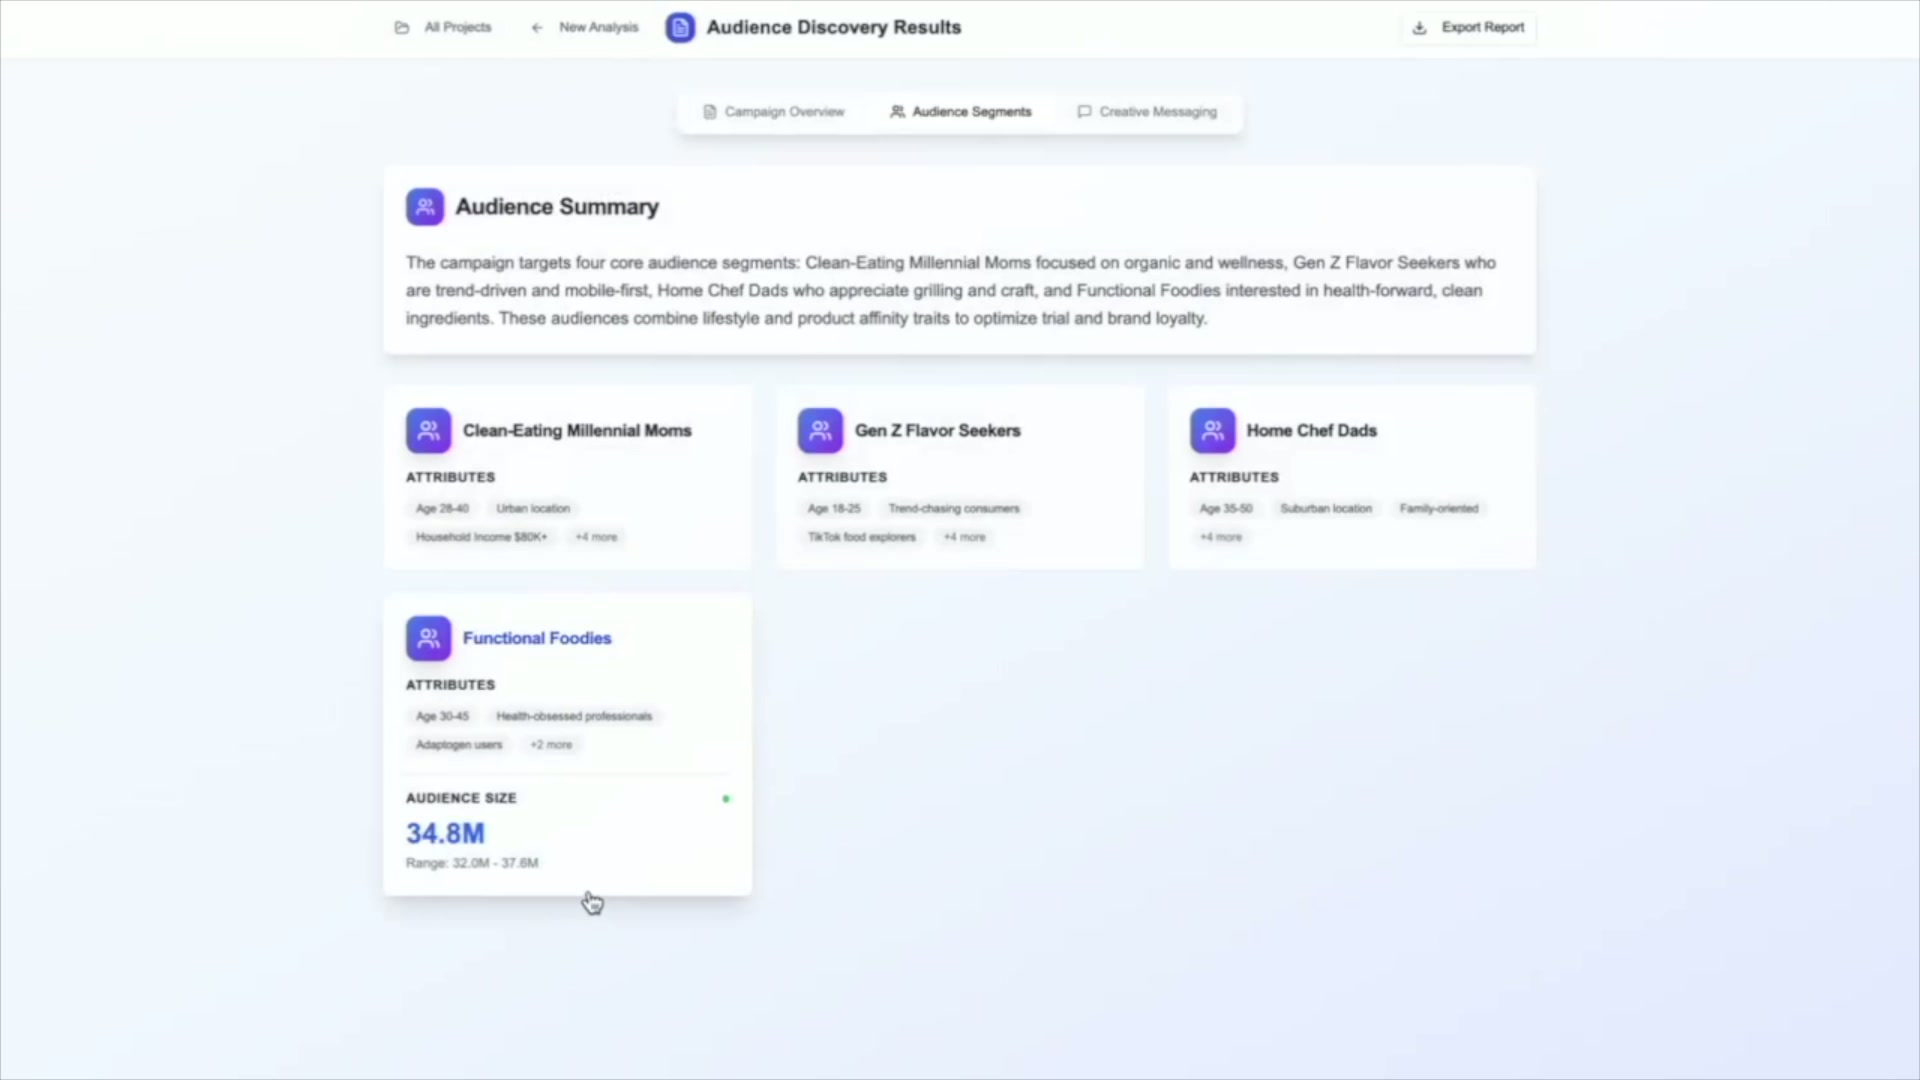 All Projects
New Analysis
Audience Discovery Results
Export Report
Campaign Overview
Audience Segments
Creative Messaging
Audience Summary
The campaign targets four core audience segments: Clean-Eating Millennial Moms focused on organic and wellness, Gen Z Flavor Seekers who
are trend-driven and mobile-first, Home Chef Dads who appreciate grilling and craft, and Functional Foodies interested in health-forward, clean
ingredients. These audiences combine lifestyle and product affinity traits to optimize trial and brand loyalty.
Clean-Eating Millennial Moms
ATTRIBUTES
Age 28-40 Urban location
Household Income $80K+ +4 more
Gen Z Flavor Seekers
ATTRIBUTES
Age 18-25 Trend-chasing consumers
TikTok food explorers +4 more
Home Chef Dads
ATTRIBUTES
Age 35-50 Suburban location Family-oriented
+4 more
Functional Foodies
ATTRIBUTES
Age 30-45 Health-obsessed professionals
Adaptogen users +2 more
AUDIENCE SIZE
34.8M
Range: 32.0M - 37.6M